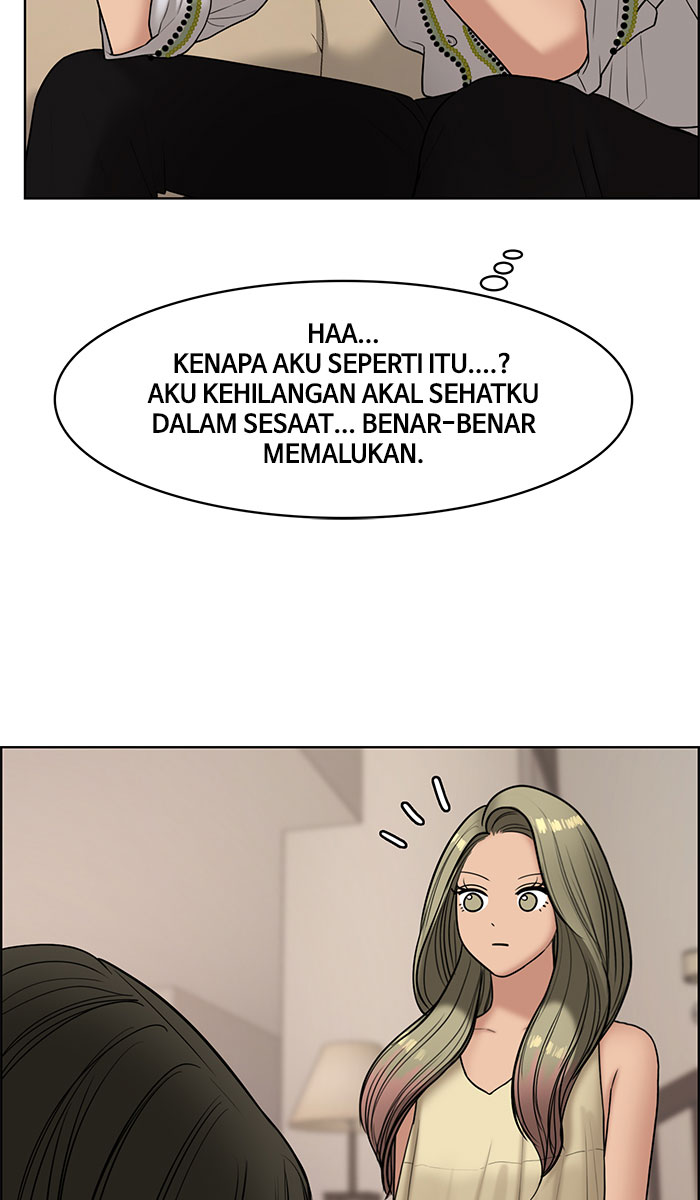 HAA...
KENAPA AKU SEPERTI ITU....?
AKU KEHILANGAN AKAL SEHATKU
DALAM SESAAT... BENAR-BENAR
MEMALUKAN.